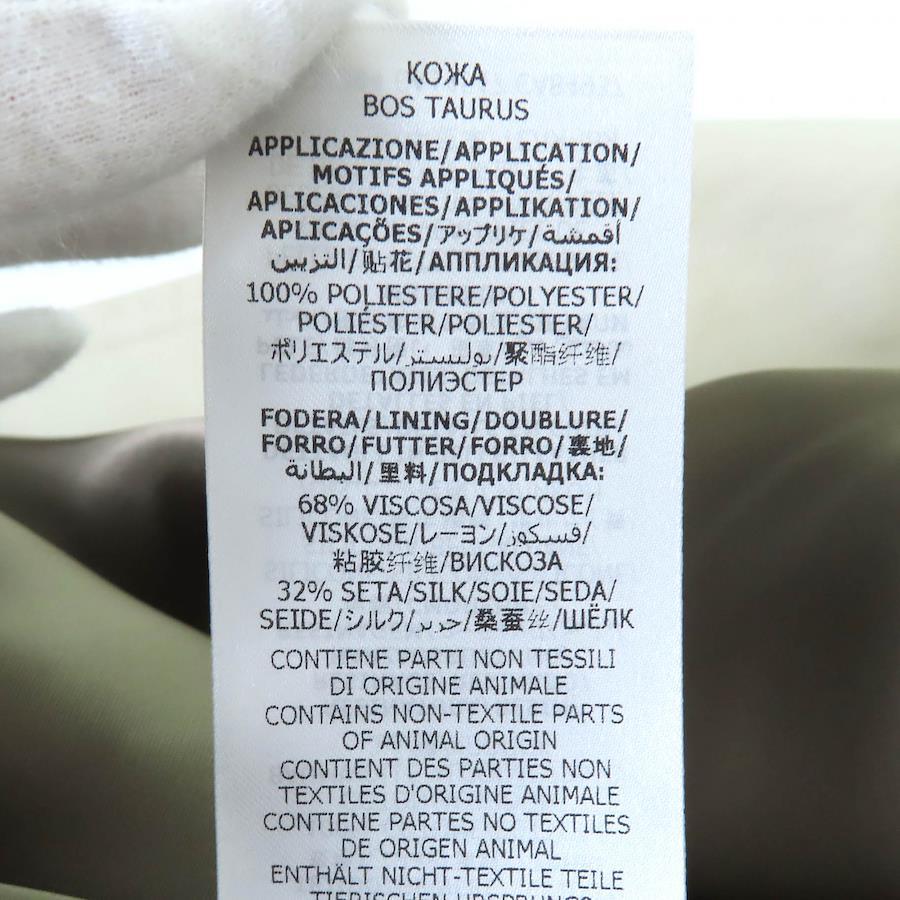 КОЖА
BOS TAURUS
APPLICAZIONE/APPLICATION/
MOTIFS APPLIQUÉS/
APLICACIONES/APPLIKATION/
APLICAÇÕES/アップリケ/أقمشة
التزيين/贴花/АППЛИКАЦИЯ:
100% POLIESTERE/POLYESTER/
POLIÉSTER/POLIESTER/
ポリエステル/بوليستر/聚酯纤维/
ПОЛИЭСТЕР
FODERA/LINING/DOUBLURE/
FORRO/FUTTER/FORRO/裏地/
البطانة/里料/ПОДКЛАДКА:
68% VISCOSA/VISCOSE/
VISKOSE/レーヨン/فسكوز/
粘胶纤维/ВИСКОЗА
32% SETA/SILK/SOIE/SEDA/
SEIDE/シルク/حرير/桑蚕丝/ШЁЛК
CONTIENE PARTI NON TESSILI
DI ORIGINE ANIMALE
CONTAINS NON-TEXTILE PARTS
OF ANIMAL ORIGIN
CONTIENT DES PARTIES NON
TEXTILES D'ORIGINE ANIMALE
CONTIENE PARTES NO TEXTILES
DE ORIGEN ANIMAL
ENTHÄLT NICHT-TEXTILE TEILE
TIERISCHEN URSPRUNGS